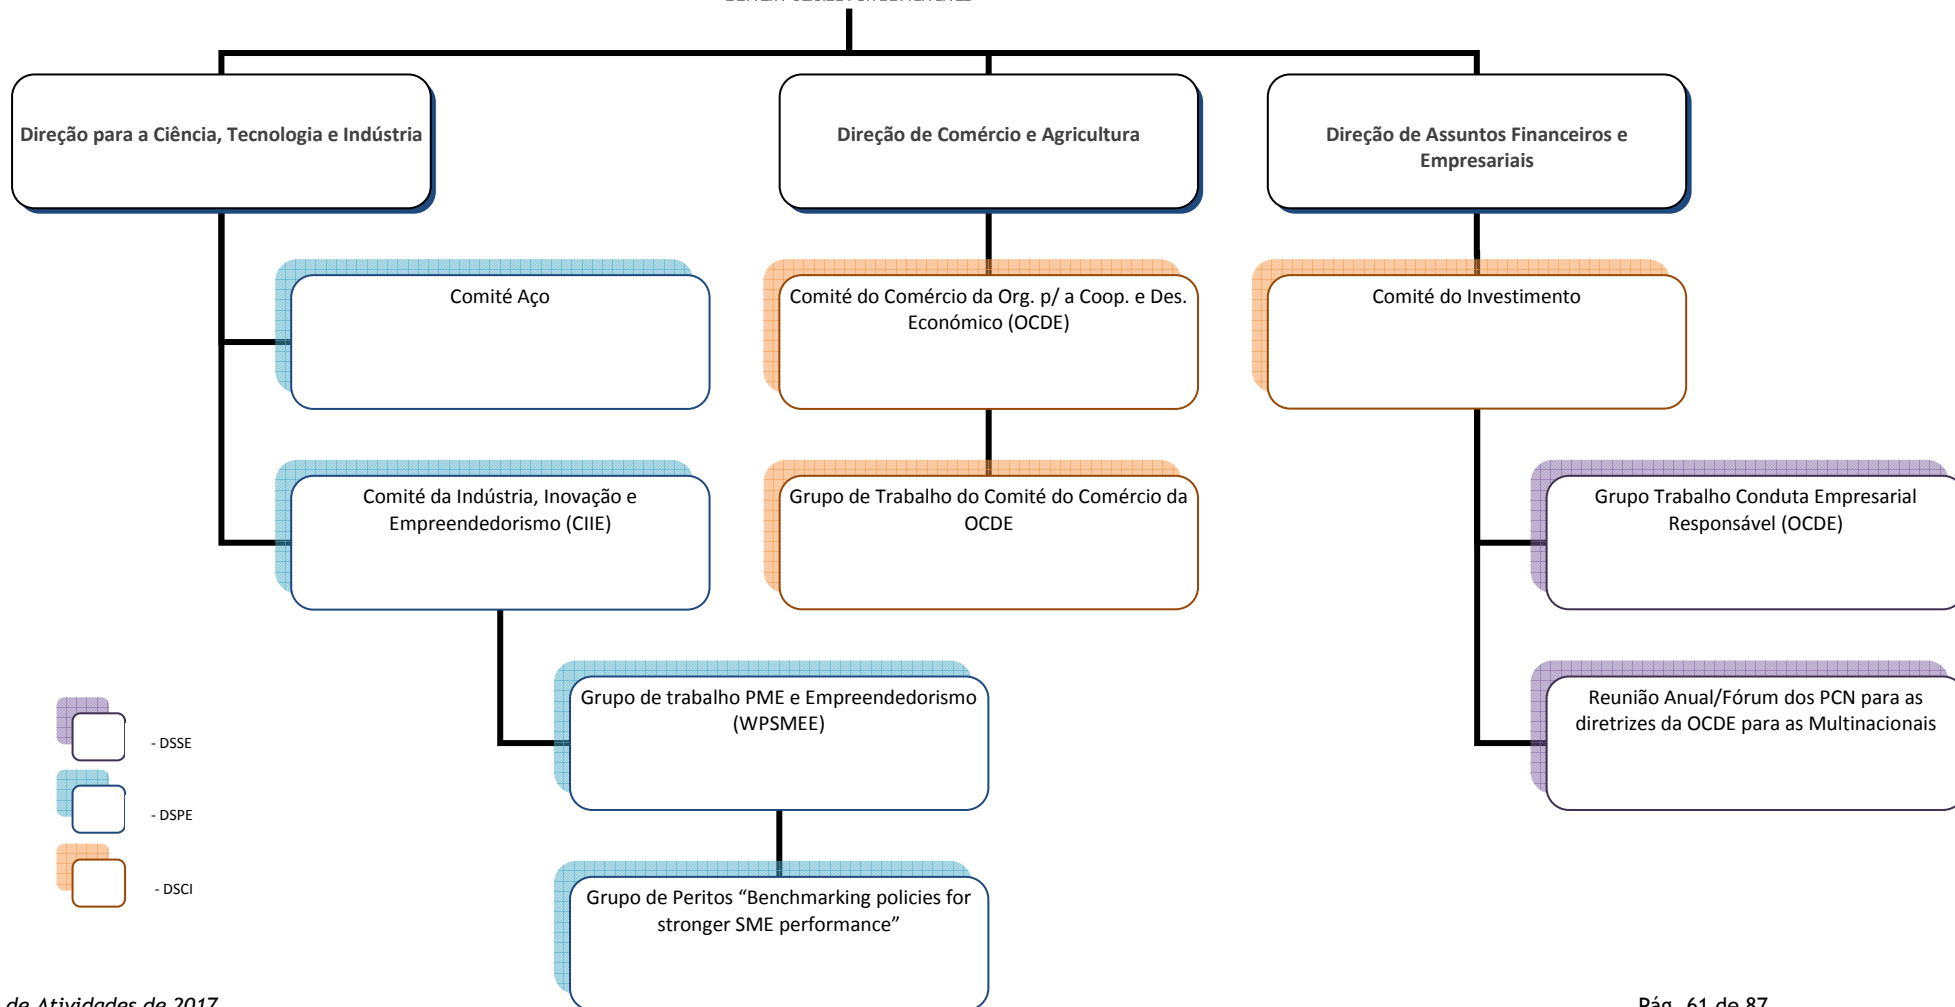 Direção para a Ciência, Tecnologia e Indústria
Direção de Comércio e Agricultura
Direção de Assuntos Financeiros e
Empresariais
Comité Aço
Comité do Comércio da Org. p/ a Coop. e Des.
Económico (OCDE)
Comité do Investimento
Comité da Indústria, Inovação e
Empreendedorismo (CIIE)
Grupo de Trabalho do Comité do Comércio da
OCDE
Grupo Trabalho Conduta Empresarial
Responsável (OCDE)
Grupo de trabalho PME e Empreendedorismo
(WPSMEE)
Reunião Anual/Fórum dos PCN para as
diretrizes da OCDE para as Multinacionais
- DSSE
- DSPE
- DSCI
Grupo de Peritos “Benchmarking policies for
stronger SME performance”
de Atividades de 2017
Pág. 61 de 87